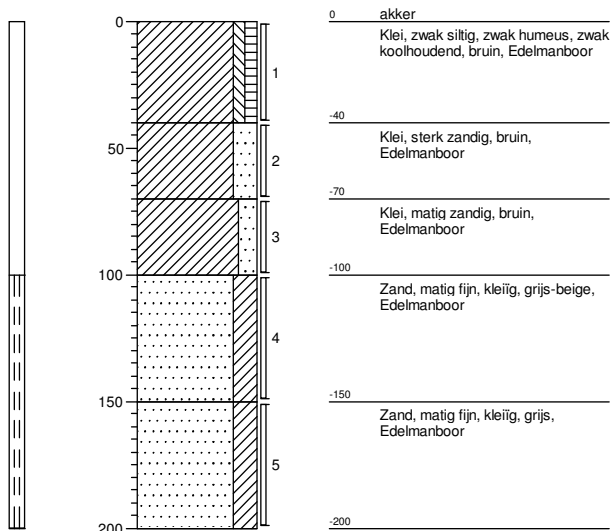 0
0
akker
Klei, zwak siltig, zwak humeus, zwak
koolhoudend, bruin, Edelmanboor
1
-40
50
2
Klei, sterk zandig, bruin,
Edelmanboor
-70
3
Klei, matig zandig, bruin,
Edelmanboor
100
-100
4
Zand, matig fijn, kleiïg, grijs-beige,
Edelmanboor
150
-150
5
Zand, matig fijn, kleiïg, grijs,
Edelmanboor
200
-200